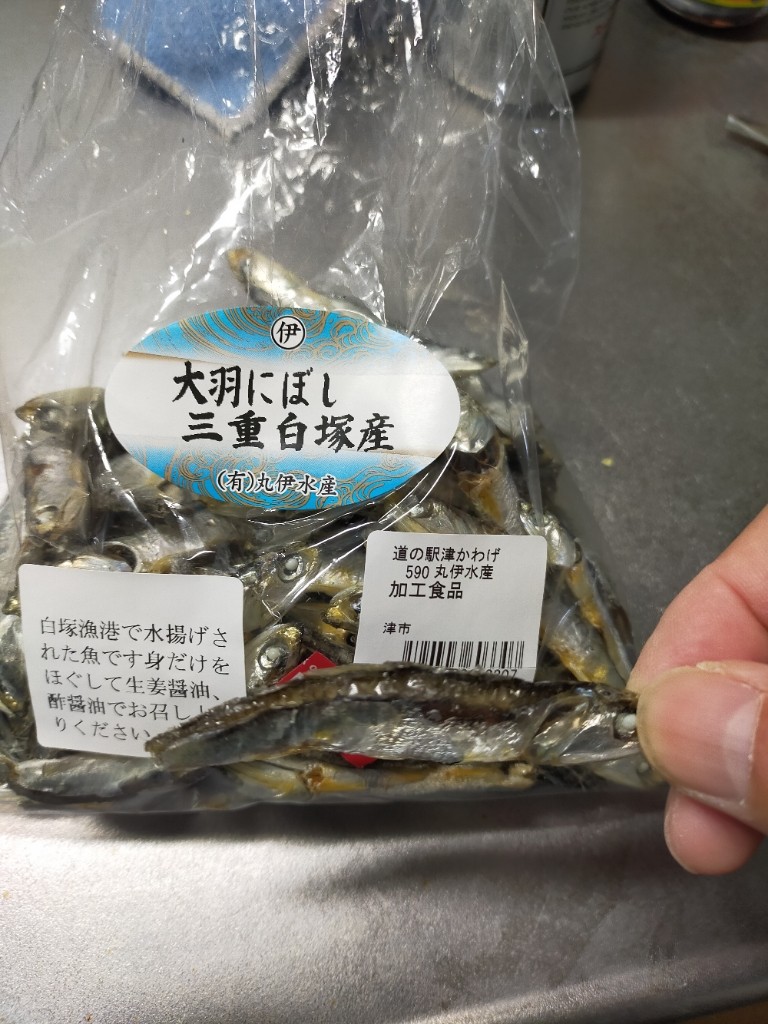 伊
大羽にぼし
三重白塚産
(有)丸伊水産
道の駅津かわげ
590 丸伊水産
加工食品
津市
白塚漁港で水揚げさ
れた魚です身だけを
ほぐして生姜醤油、
酢醤油でお召し
りください